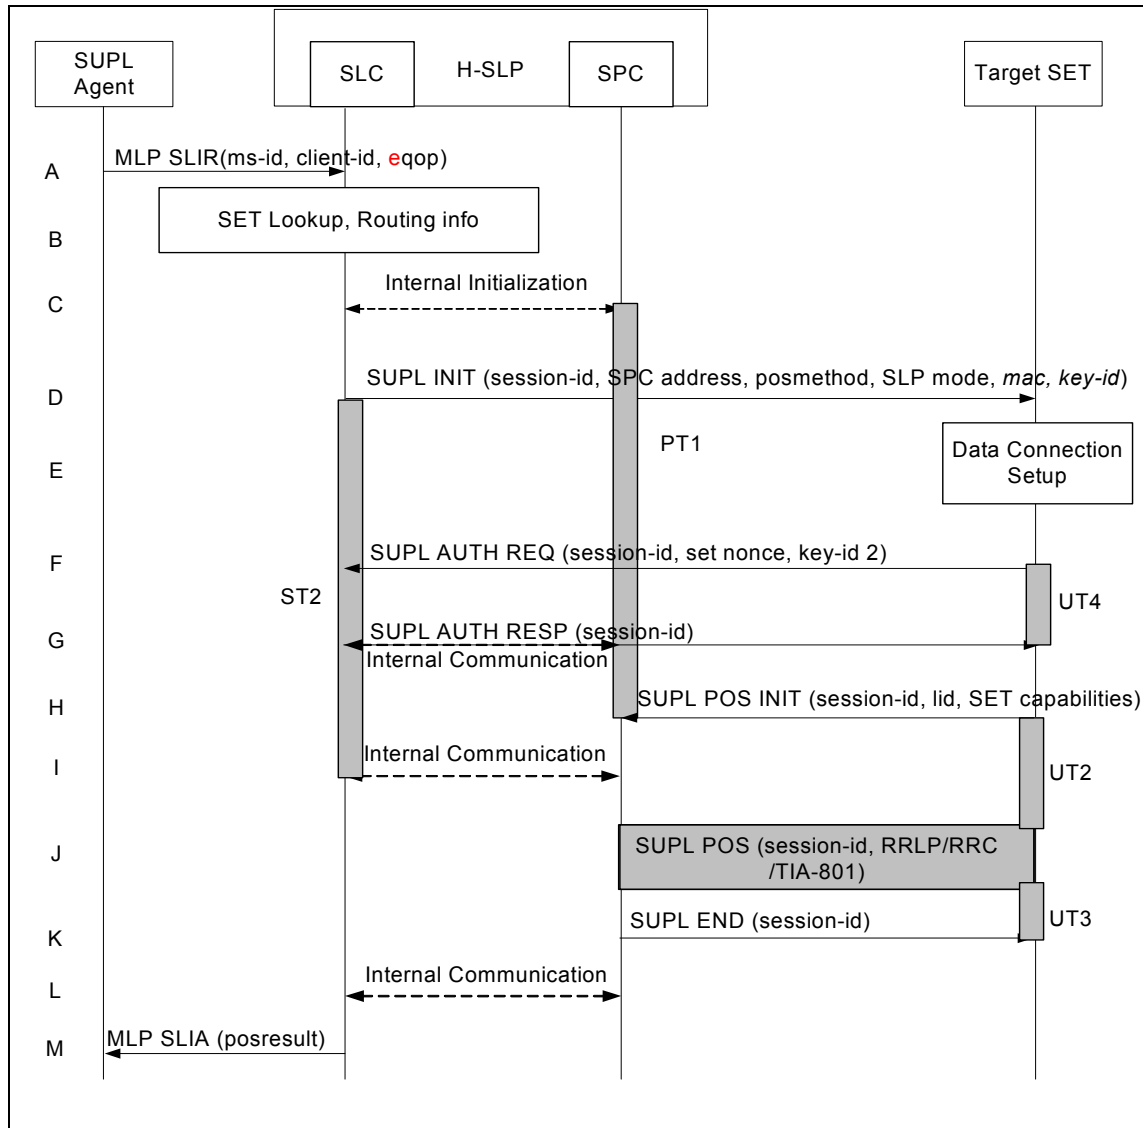 SUPL
Agent
SLC
H-SLP
SPC
Target SET
A
MLP SLIR(ms-id, client-id, eqop)
B
SET Lookup, Routing info
C
Internal Initialization
D
SUPL INIT (session-id, SPC address, posmethod, SLP mode, mac, key-id)
PT1
E
Data Connection
Setup
F
SUPL AUTH REQ (session-id, set nonce, key-id 2)
ST2
UT4
G
SUPL AUTH RESP (session-id)
Internal Communication
H
SUPL POS INIT (session-id, lid, SET capabilities)
I
Internal Communication
UT2
J
SUPL POS (session-id, RRLP/RRC
/TIA-801)
UT3
K
SUPL END (session-id)
L
Internal Communication
M
MLP SLIA (posresult)